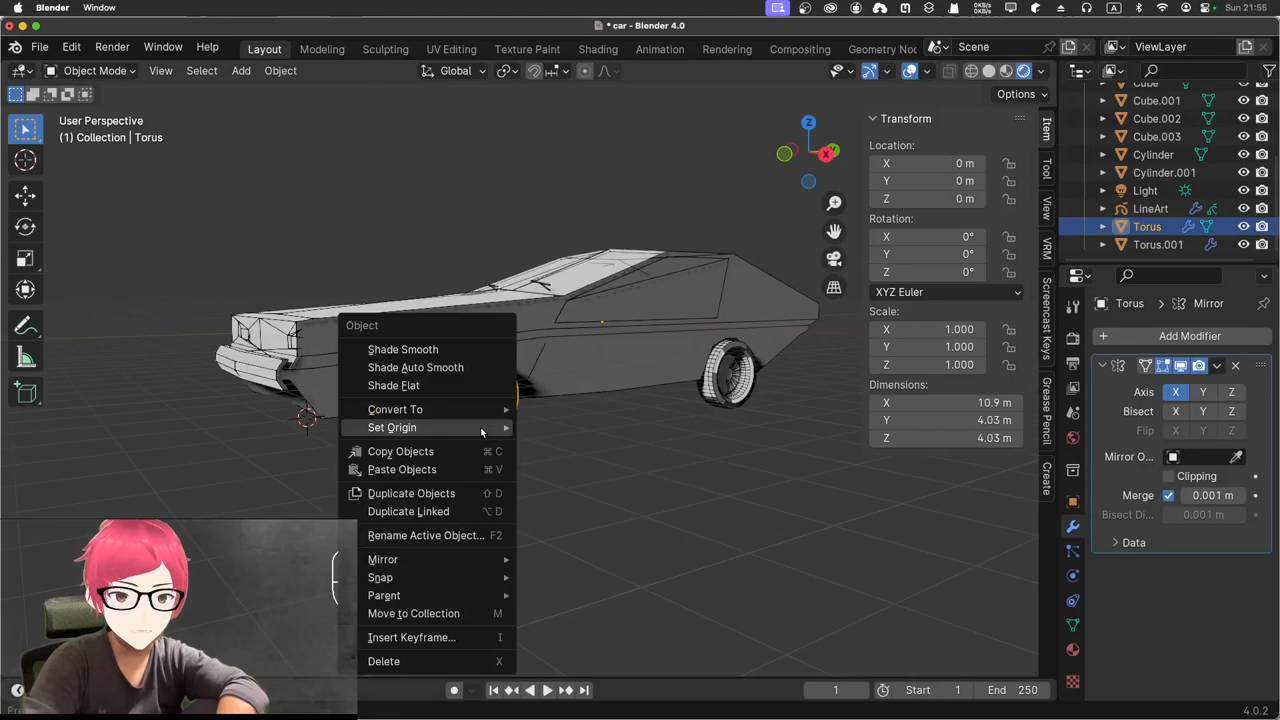 Blender Window
0KB/s
0KB/s
A
Sun 21:55
* car - Blender 4.0
File Edit Render Window Help
Layout Modeling Sculpting UV Editing Texture Paint Shading Animation Rendering Compositing Geometry Noc
Scene
ViewLayer
Object Mode View Select Add Object
Global
Options
User Perspective
(1) Collection | Torus
Z
X
Y
Transform
Location:
X 0 m
Y 0 m
Z 0 m
Rotation:
X 0°
Y 0°
Z 0°
XYZ Euler
Scale:
X 1.000
Y 1.000
Z 1.000
Dimensions:
X 10.9 m
Y 4.03 m
Z 4.03 m
Item
Tool
View
VRM
Screencast Keys
Grease Pencil
Create
Cube
Cube.001
Cube.002
Cube.003
Cylinder
Cylinder.001
Light
LineArt
Torus
Torus.001
Torus Mirror
Add Modifier
Axis X Y Z
Bisect X Y Z
Flip X Y Z
Mirror O...
Clipping
Merge 0.001 m
Bisect Di... 0.001 m
Data
Object
Shade Smooth
Shade Auto Smooth
Shade Flat
Convert To
Set Origin
Copy Objects ⌘ C
Paste Objects ⌘ V
Duplicate Objects ⇧ D
Duplicate Linked ⌥ D
Rename Active Object... F2
Mirror
Snap
Parent
Move to Collection M
Insert Keyframe... I
Delete X
1
Start 1
End 250
4.0.2